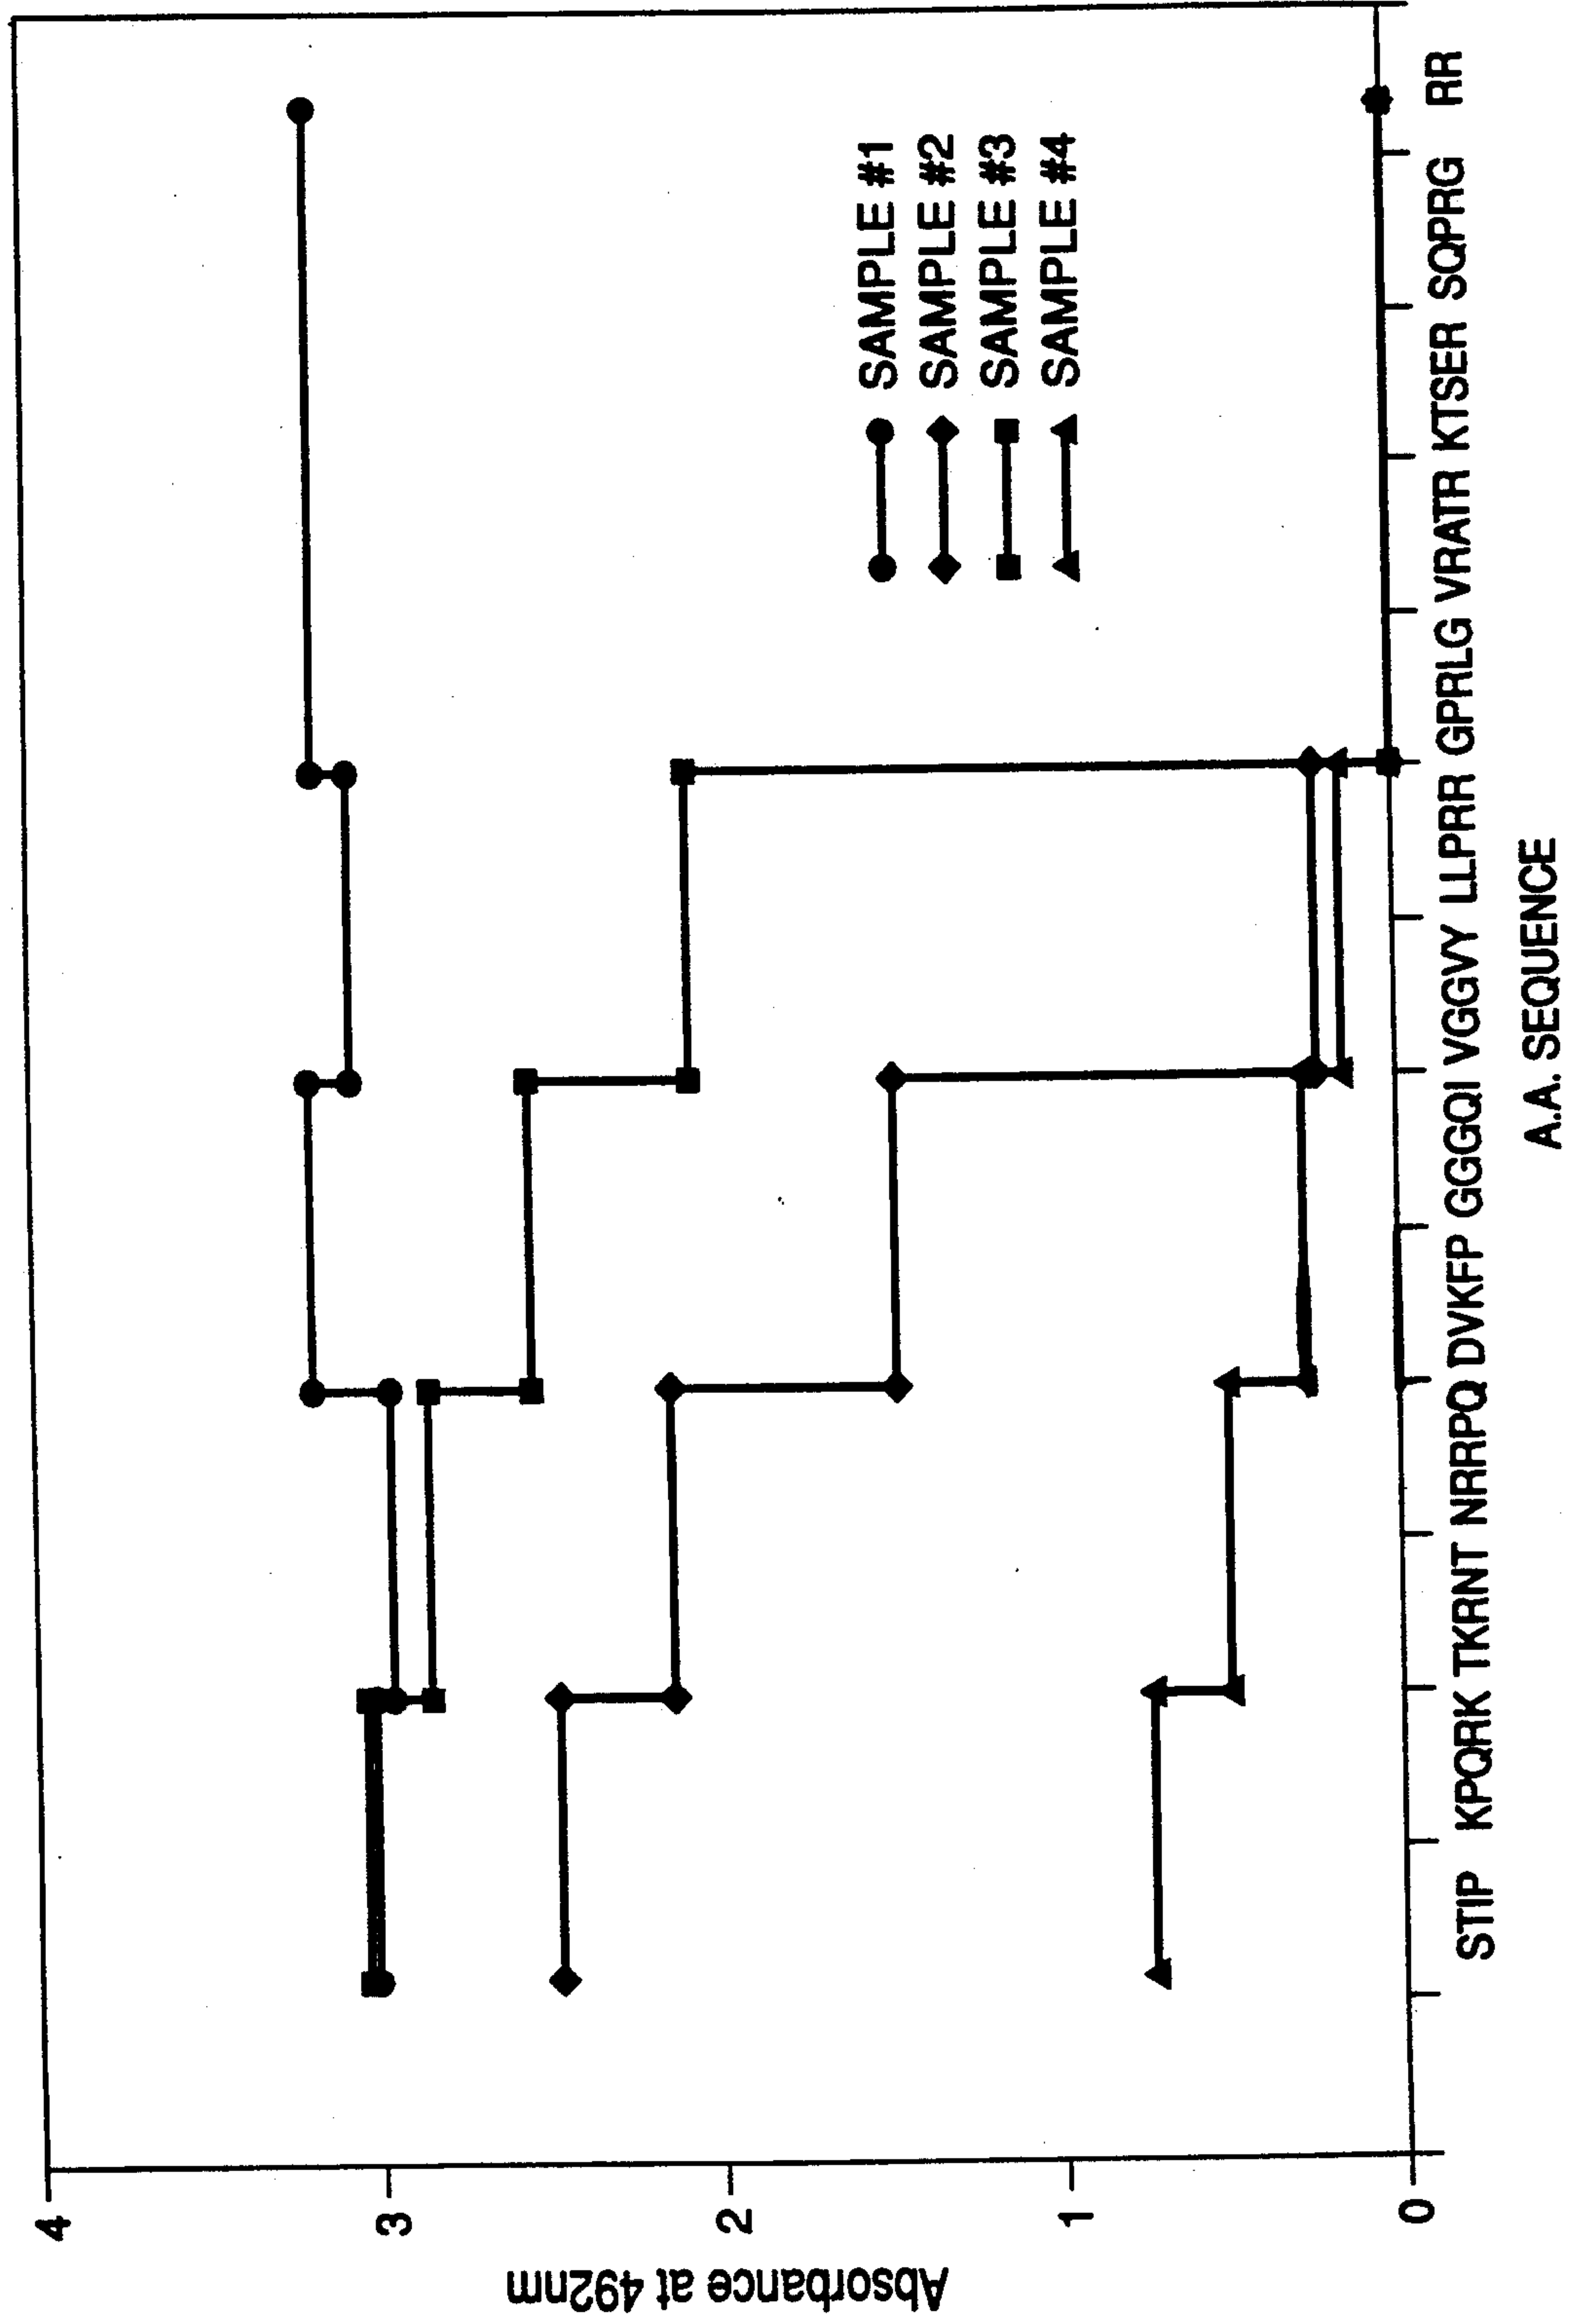 4
3
2
1
0
Absorbance at 492nm
SAMPLE #1
SAMPLE #2
SAMPLE #3
SAMPLE #4
STIP KPQRK TKRNT NRRPQ DVKFP GGGQI VGGVY LLPRR GPRLG VRATR KTSER SQPRG RR
A.A. SEQUENCE